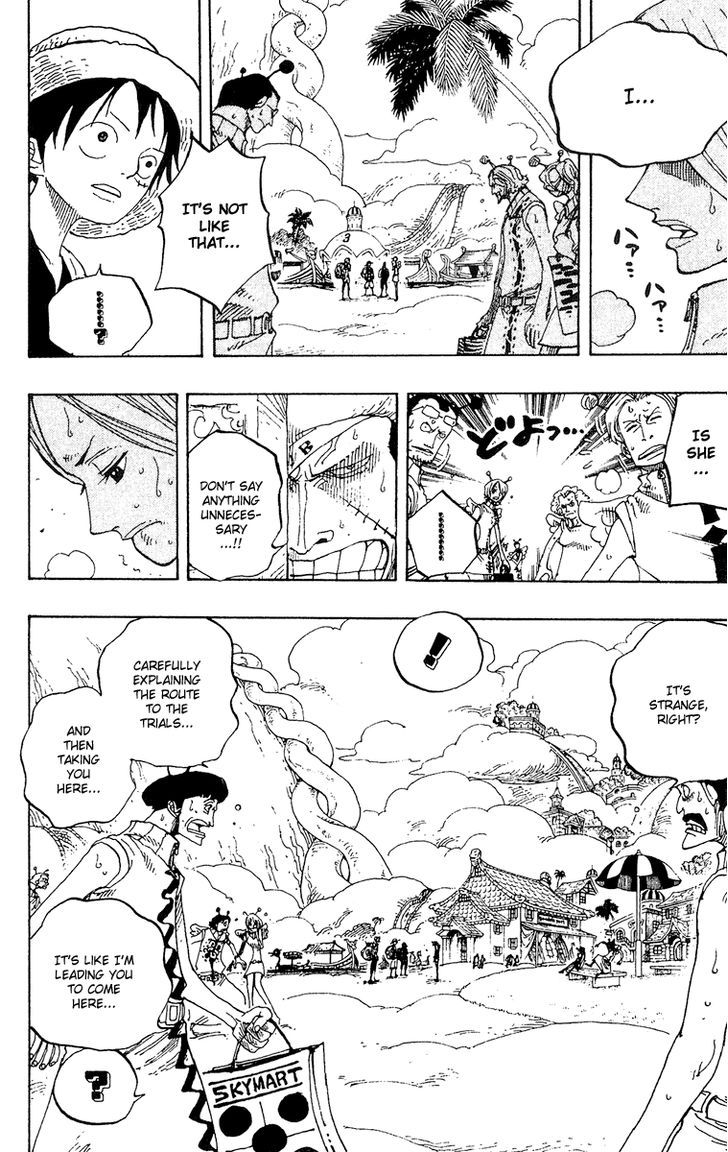 I...
ハァ...
ハァ...
IT'S NOT
LIKE
THAT...
3
........?
IS
SHE
...
どよっ...
........
B
DON'T SAY
ANYTHING
UNNECES-
SARY
...!!
IT'S
STRANGE,
RIGHT?
!
CAREFULLY
EXPLAINING
THE ROUTE
TO THE
TRIALS...
AND
THEN
TAKING
YOU
HERE...
IT'S LIKE I'M
LEADING YOU
TO COME
HERE...
?
SKYMART